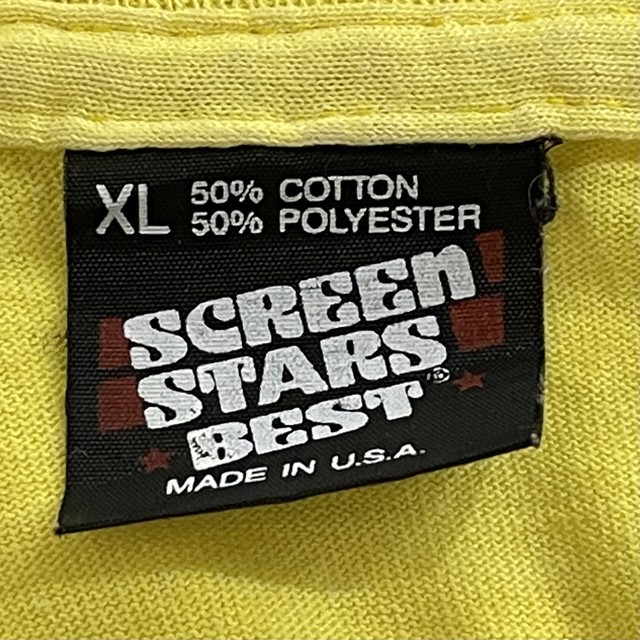 XL 50% COTTON
50% POLYESTER
SCREEN
STARS
BEST®
MADE IN U.S.A.